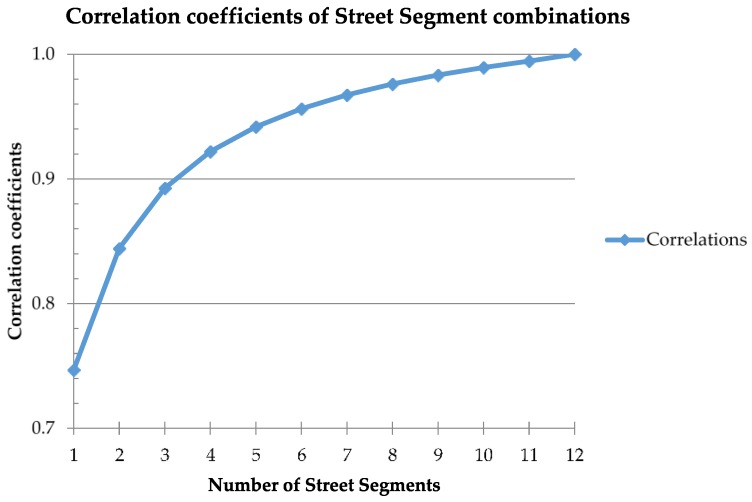 Correlation coefficients of Street Segment combinations
1.0
0.9
0.8
0.7
Correlation coefficients
1 2 3 4 5 6 7 8 9 10 11 12
Number of Street Segments
Correlations